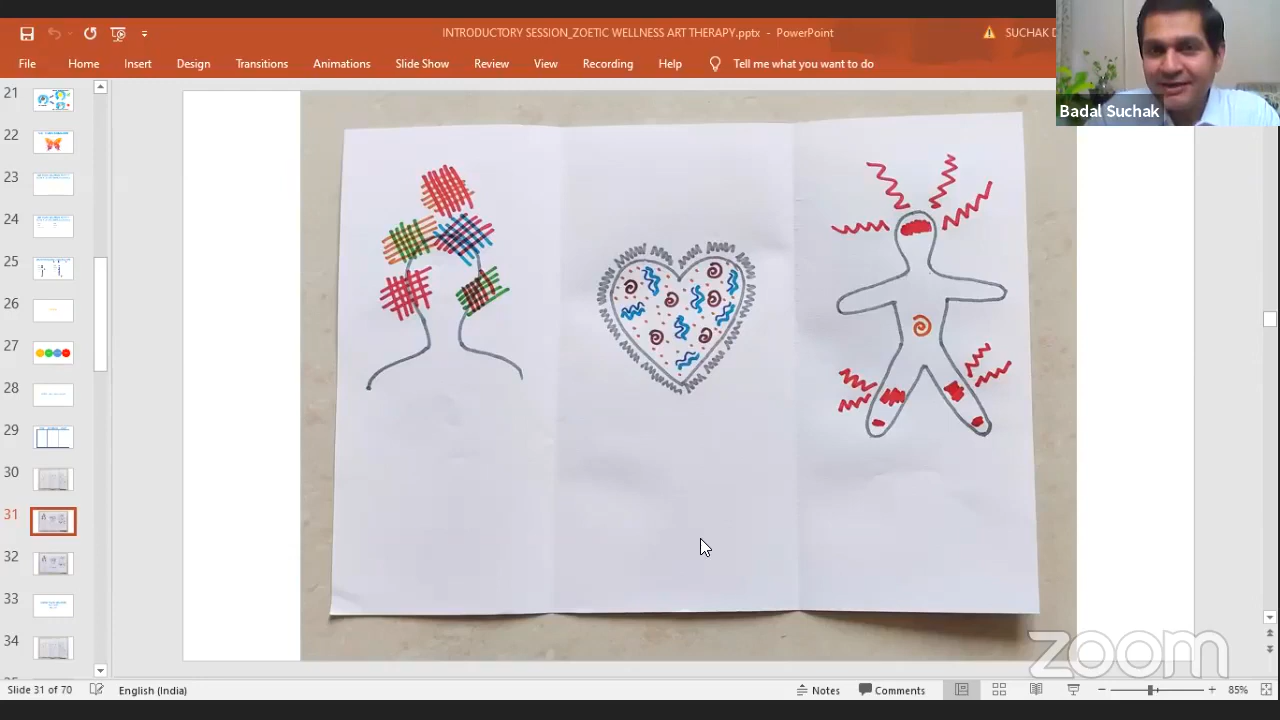 INTRODUCTORY SESSION_ZOETIC WELLNESS ART THERAPY.pptx - PowerPoint
SUCHAK D
File Home Insert Design Transitions Animations Slide Show Review View Recording Help Tell me what you want to do
Badal Suchak
21
22
23
24
25
26
27
28
29
30
31
32
33
34
zoom
Slide 31 of 70 English (India) Notes Comments 85%